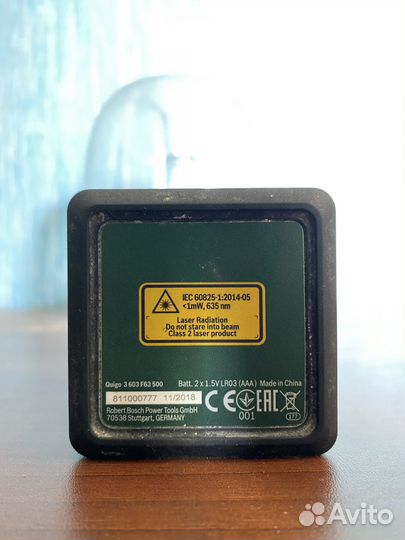 IEC 60825-1:2014-05
<1mW, 635 nm
Laser Radiation
Do not stare into beam
Class 2 laser product
Quigo 3 603 F63 500 Batt. 2 x 1.5V LR03 (AAA) Made in China
811000777 11/2018
Robert Bosch Power Tools GmbH
70538 Stuttgart, GERMANY
CE EAC
001
Avito